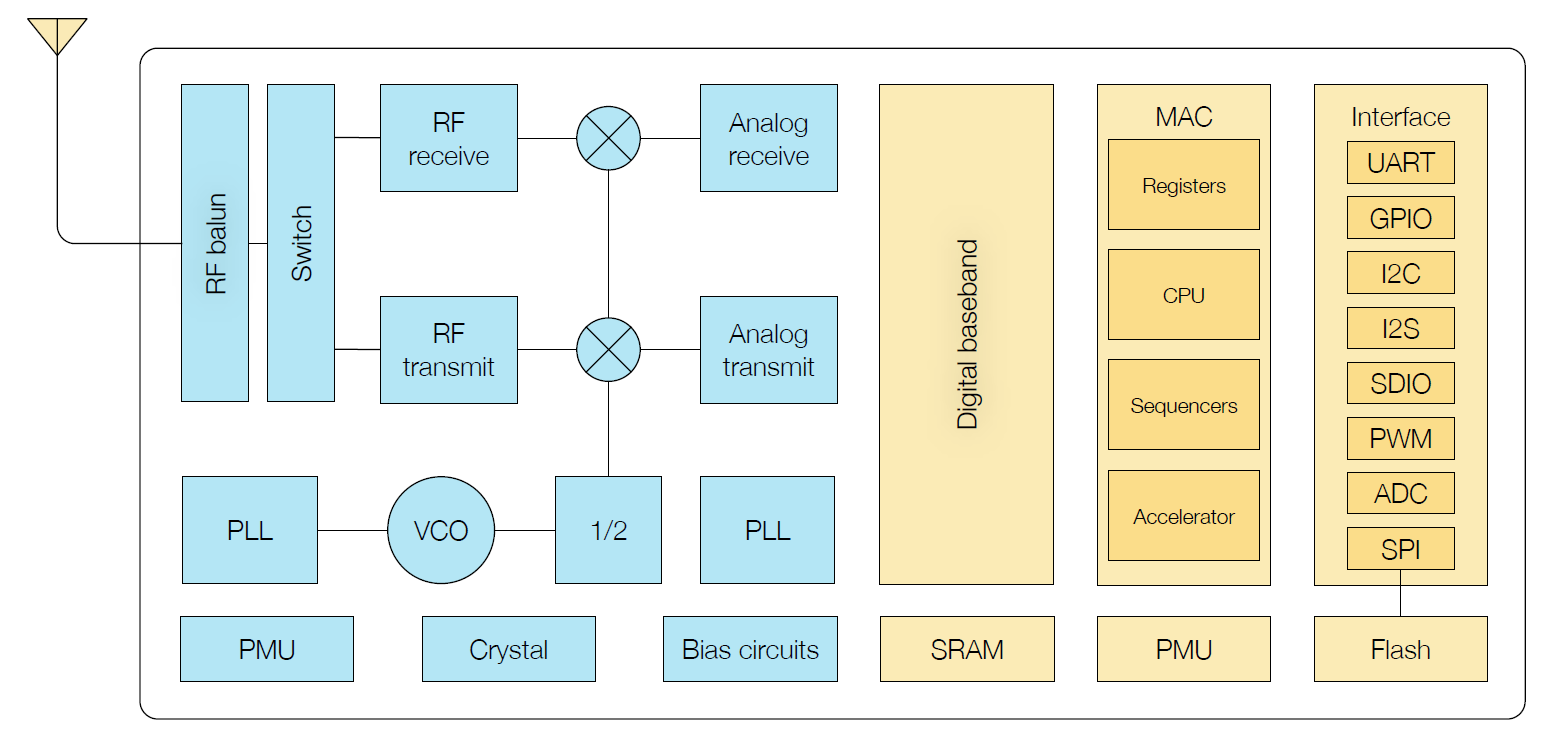 RF balun
Switch
RF
receive
Analog
receive
RF
transmit
Analog
transmit
PLL
VCO
1/2
PLL
PMU
Crystal
Bias circuits
Digital baseband
SRAM
MAC
Registers
CPU
Sequencers
Accelerator
PMU
Interface
UART
GPIO
I2C
I2S
SDIO
PWM
ADC
SPI
Flash